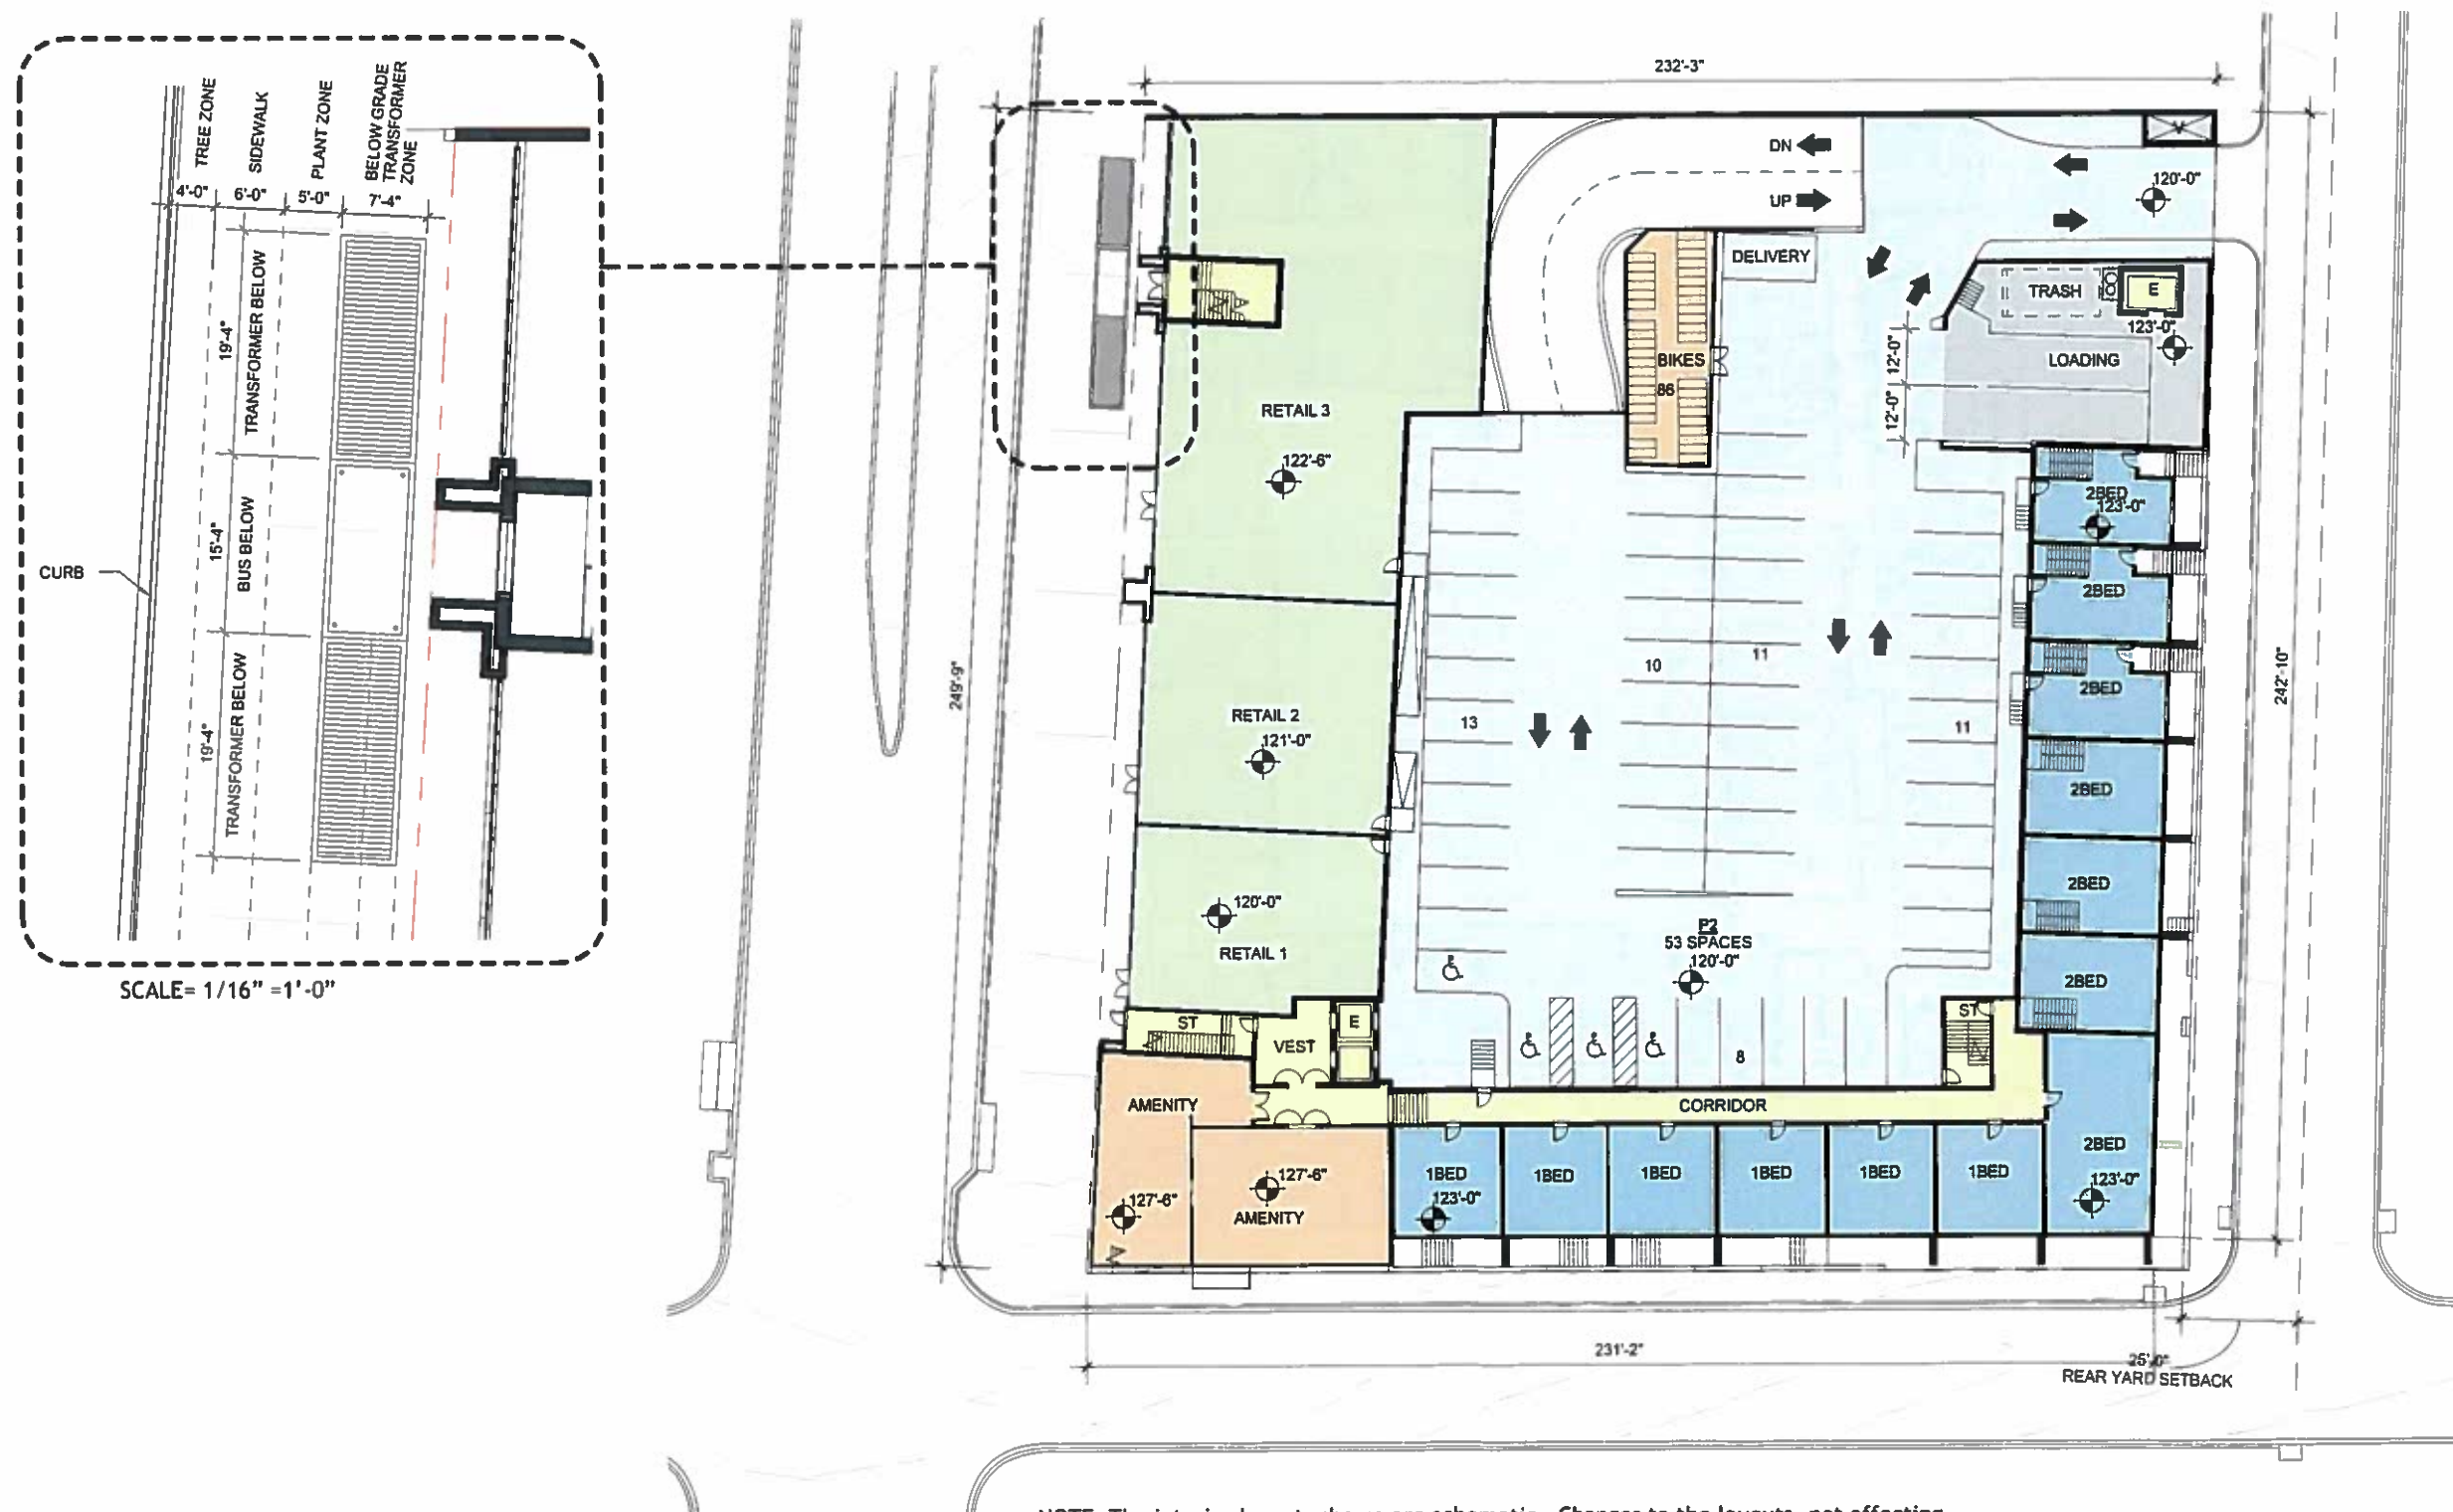 TREE ZONE
SIDEWALK
PLANT ZONE
BELOW GRADE
TRANSFORMER
ZONE
4'-0"
6'-0"
5'-0"
7'-4"
19'-4"
TRANSFORMER BELOW
15'-4"
BUS BELOW
19'-4"
TRANSFORMER BELOW
CURB
SCALE= 1/16" =1'-0"
232'-3"
DN
UP
120'-0"
DELIVERY
TRASH
E
123'-0"
LOADING
12'-0"
12'-0"
BIKES
86
RETAIL 3
122'-6"
2BED
123'-0"
2BED
2BED
2BED
2BED
2BED
249'-9"
242'-10"
10
11
13
11
RETAIL 2
121'-0"
120'-0"
RETAIL 1
P2
53 SPACES
120'-0"
ST
VEST
E
8
ST
AMENITY
CORRIDOR
127'-6"
127'-6"
AMENITY
1BED
123'-0"
1BED
1BED
1BED
1BED
1BED
2BED
123'-0"
231'-2"
25'-0"
REAR YARD SETBACK